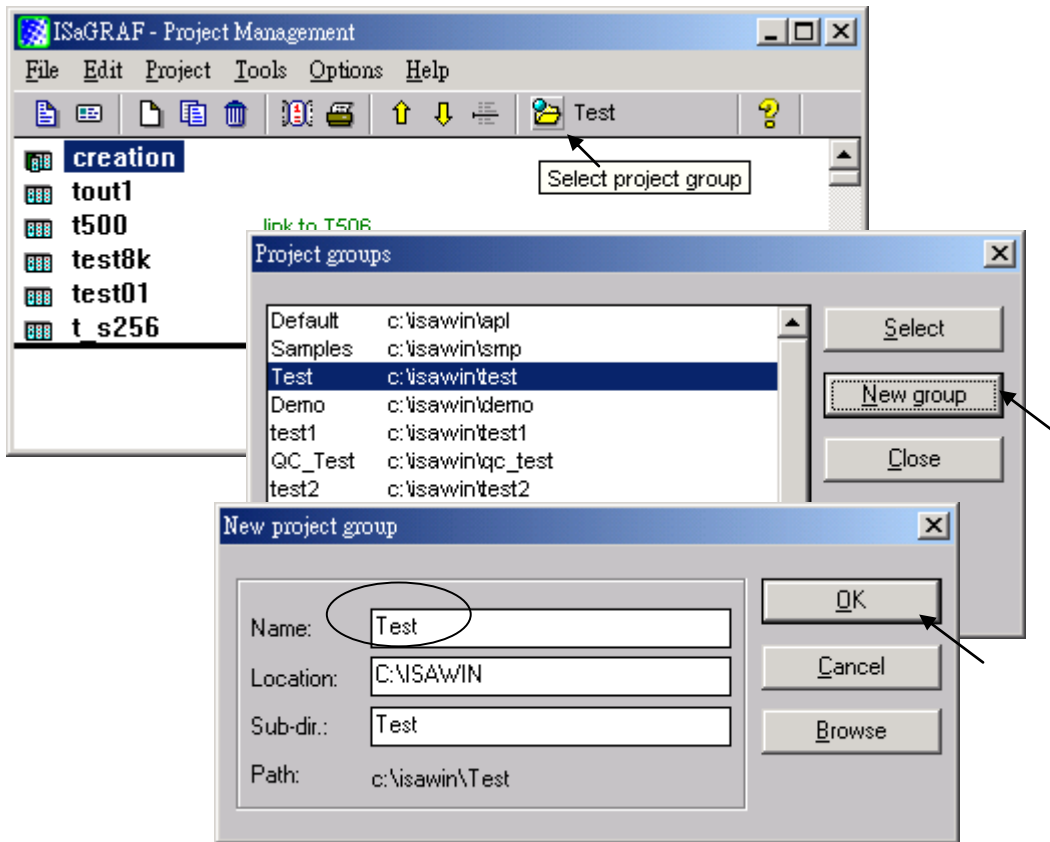 ISaGRAF - Project Management
File Edit Project Tools Options Help
Test
creation
Select project group
tout1
t500 link to T506
test8k
test01
t_s256
Project groups
Default c:\isawin\apl
Samples c:\isawin\smp
Test c:\isawin\test
Demo c:\isawin\demo
test1 c:\isawin\test1
QC_Test c:\isawin\qc_test
test2 c:\isawin\test2
Select
New group
Close
New project group
Name: Test
Location: C:\ISAWIN
Sub-dir.: Test
Path: c:\isawin\Test
OK
Cancel
Browse